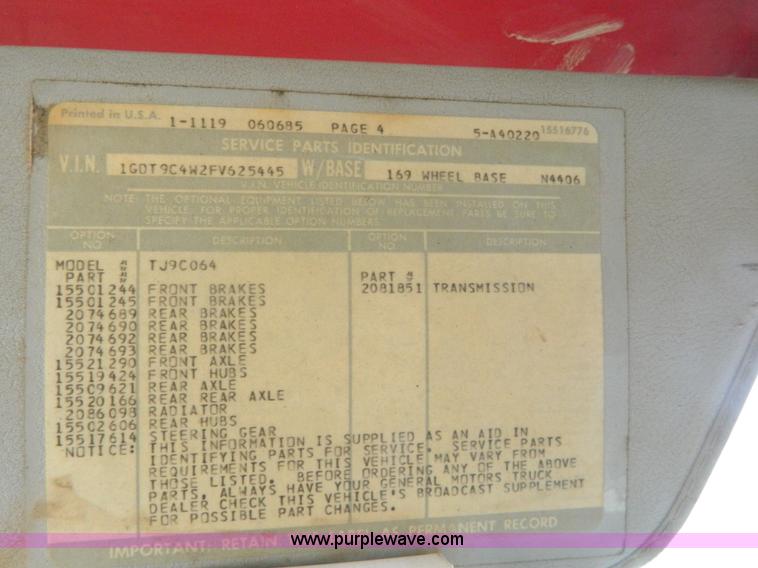 Printed in U.S.A. 1-1119 060685 PAGE 4 5-A40220 15516776
SERVICE PARTS IDENTIFICATION
V.I.N. 1GDT9C4W2FV625445 W/BASE 169 WHEEL BASE N4406
V.I.N. VEHICLE IDENTIFICATION NUMBER
NOTE: THE OPTIONAL EQUIPMENT LISTED BELOW HAS BEEN INSTALLED ON THIS
VEHICLE. FOR PROPER IDENTIFICATION OF REPLACEMENT PARTS BE SURE TO
SPECIFY THE APPLICABLE OPTION NUMBERS.
OPTION NO. DESCRIPTION OPTION NO. DESCRIPTION
MODEL # TJ9C064
PART # PART #
15501244 FRONT BRAKES 2081851 TRANSMISSION
15501245 FRONT BRAKES
2074689 REAR BRAKES
2074690 REAR BRAKES
2074692 REAR BRAKES
2074693 REAR BRAKES
15521290 FRONT AXLE
15519424 FRONT HUBS
15509621 REAR AXLE
15520166 REAR REAR AXLE
2086098 RADIATOR
15502606 REAR HUBS
15517614 STEERING GEAR
NOTICE: THIS INFORMATION IS SUPPLIED AS AN AID IN
IDENTIFYING PARTS FOR SERVICE. SERVICE PARTS
REQUIREMENTS FOR THIS VEHICLE MAY VARY FROM
THOSE LISTED. BEFORE ORDERING ANY OF THE ABOVE
PARTS, ALWAYS HAVE YOUR GENERAL MOTORS TRUCK
DEALER CHECK THIS VEHICLE'S BROADCAST SUPPLEMENT
FOR POSSIBLE PART CHANGES.
IMPORTANT: RETAIN AS PERMANENT RECORD
www.purplewave.com